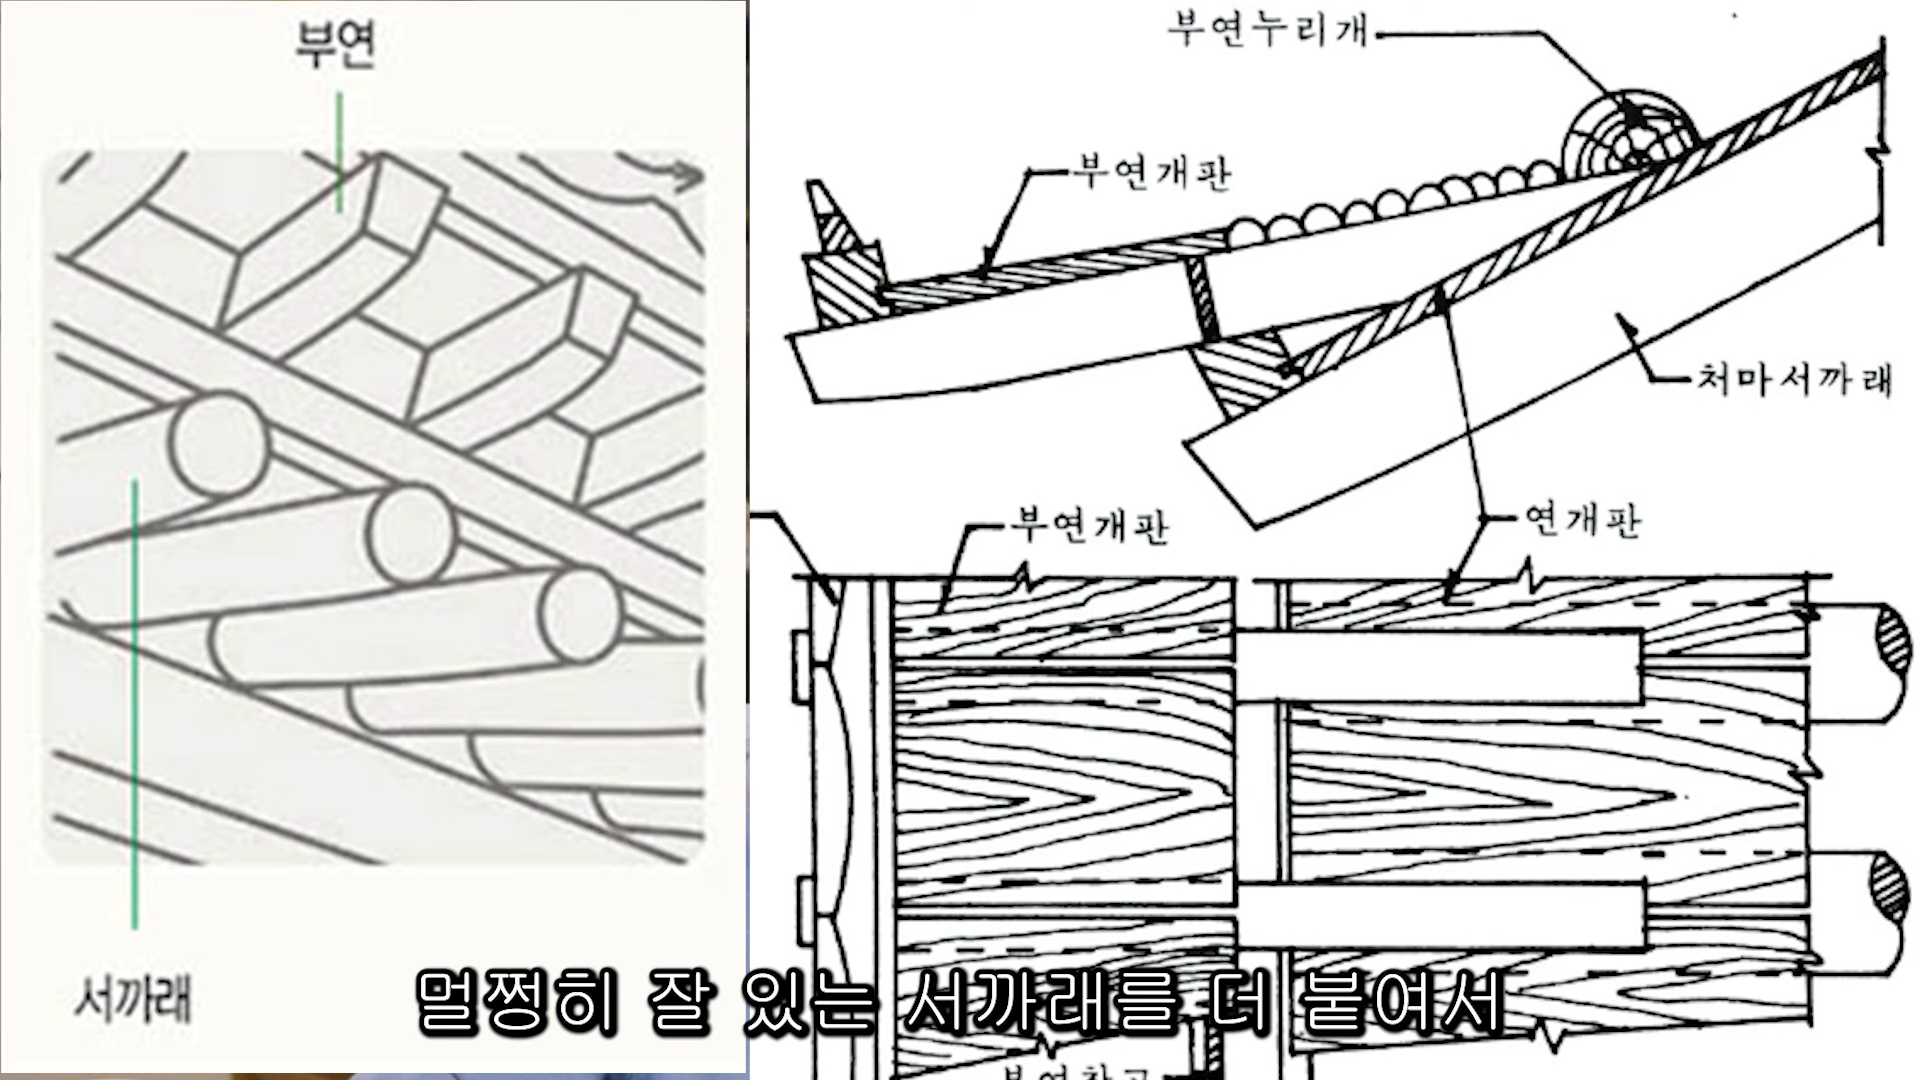 부연
서까래
부연누리개
부연개판
처마서까래
부연개판
연개판
멀쩡히 잘 있는 서까래를 더 붙여서